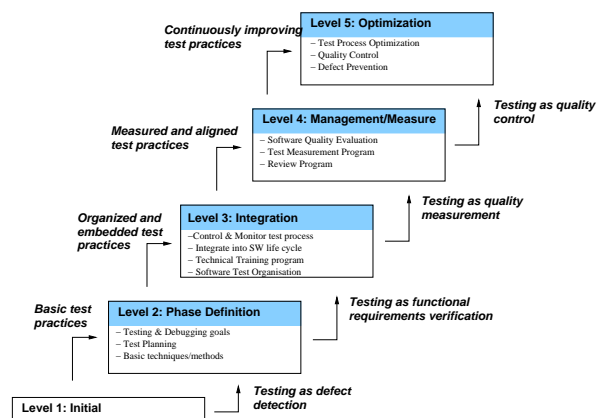 Continuously improving
test practices
Level 5: Optimization
– Test Process Optimization
– Quality Control
– Defect Prevention
Testing as quality
control
Measured and aligned
test practices
Level 4: Management/Measure
– Software Quality Evaluation
– Test Measurement Program
– Review Program
Testing as quality
measurement
Organized and
embedded test
practices
Level 3: Integration
–Control & Monitor test process
– Integrate into SW life cycle
– Technical Training program
– Software Test Organisation
Testing as functional
requirements verification
Basic test
practices
Level 2: Phase Definition
– Testing & Debugging goals
– Test Planning
– Basic techniques/methods
Testing as defect
detection
Level 1: Initial